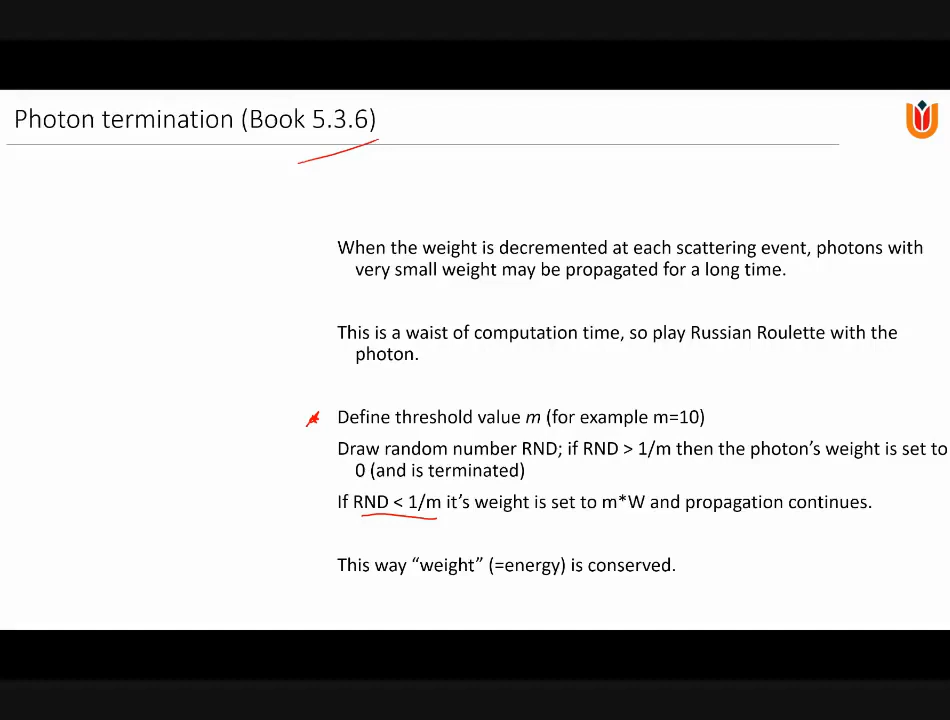 Photon termination (Book 5.3.6)
When the weight is decremented at each scattering event, photons with
very small weight may be propagated for a long time.
This is a waist of computation time, so play Russian Roulette with the
photon.
Define threshold value m (for example m=10)
Draw random number RND; if RND > 1/m then the photon's weight is set to
0 (and is terminated)
If RND < 1/m it's weight is set to m*W and propagation continues.
This way “weight” (=energy) is conserved.